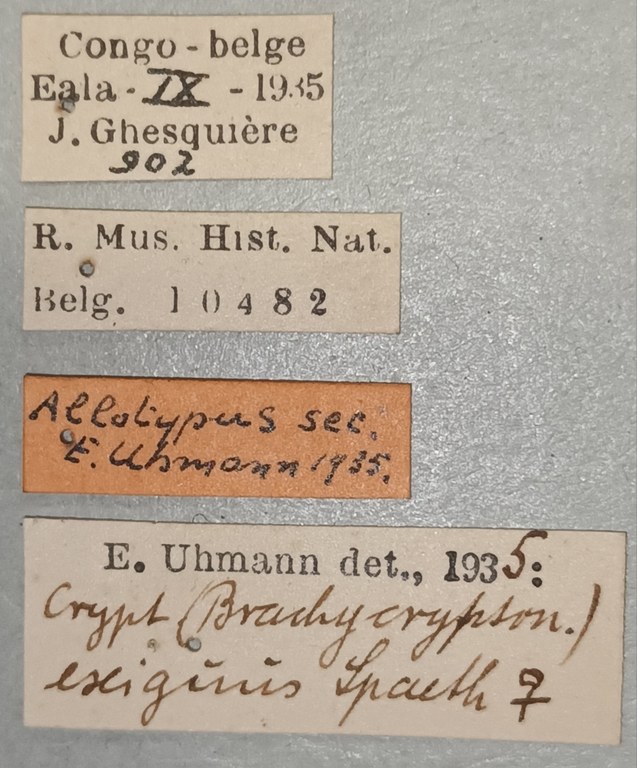 Congo - belge
Eala - IX - 1935
J. Ghesquière
902
R. Mus. Hist. Nat.
Belg. 10482
Allotypus sec.
E. Uhmann 1935.
E. Uhmann det., 1935:
Crypt (Brachycrypton.)
exiguus Spaeth ♀